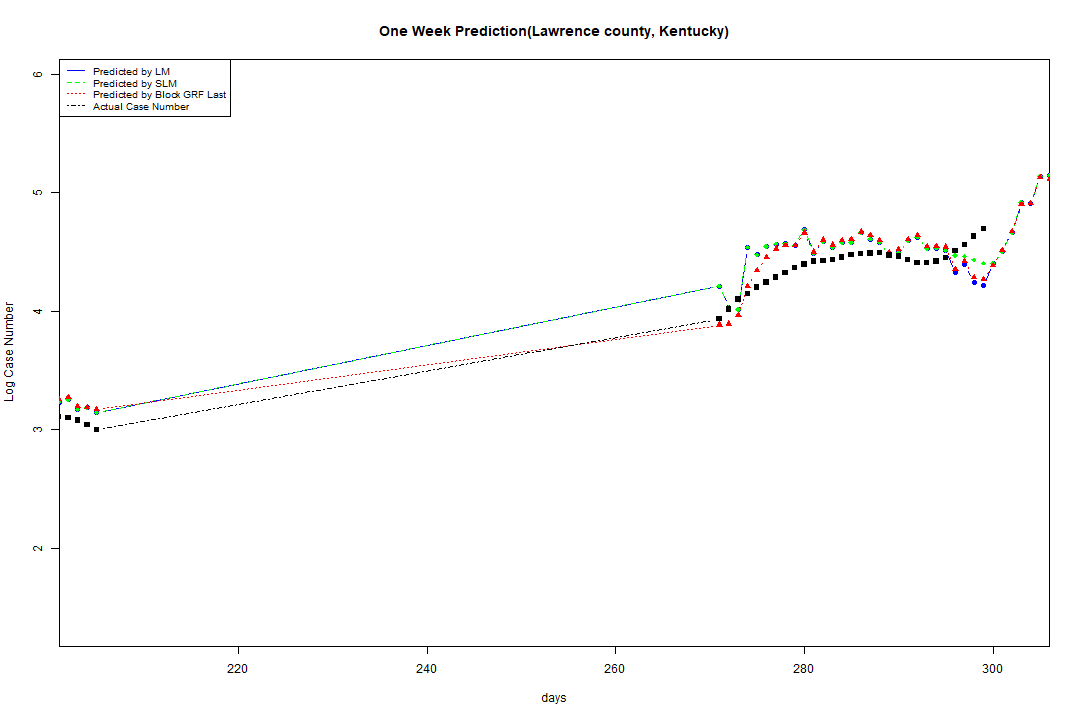 One Week Prediction(Lawrence county, Kentucky)
Predicted by LM
Predicted by SLM
Predicted by Block GRF Last
Actual Case Number
6
5
4
3
2
Log Case Number
220 240 260 280 300
days